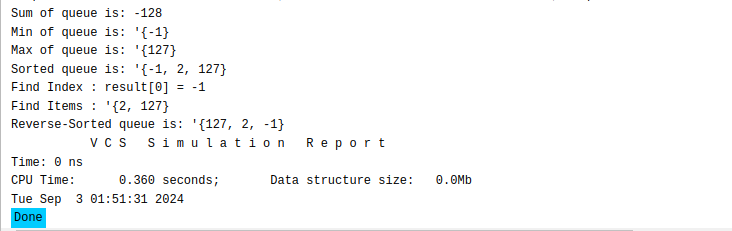 Sum of queue is: -128
Min of queue is: '{-1}
Max of queue is: '{127}
Sorted queue is: '{-1, 2, 127}
Find Index : result[0] = -1
Find Items : '{2, 127}
Reverse-Sorted queue is: '{127, 2, -1}
V C S   S i m u l a t i o n   R e p o r t
Time: 0 ns
CPU Time:      0.360 seconds;       Data structure size:   0.0Mb
Tue Sep  3 01:51:31 2024
Done